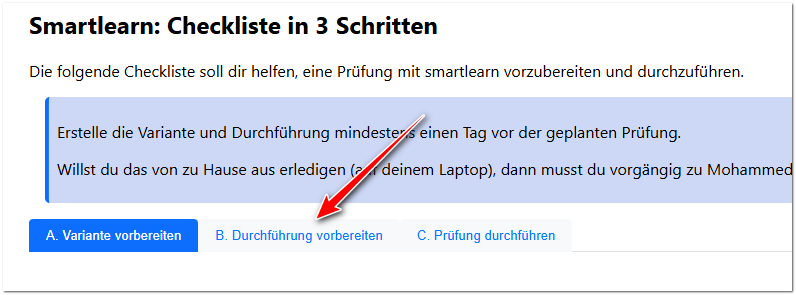 Smartlearn: Checkliste in 3 Schritten
Die folgende Checkliste soll dir helfen, eine Prüfung mit smartlearn vorzubereiten und durchzuführen.
Erstelle die Variante und Durchführung mindestens einen Tag vor der geplanten Prüfung.
Willst du das von zu Hause aus erledigen (auf deinem Laptop), dann musst du vorgängig zu Mohammed
A. Variante vorbereiten B. Durchführung vorbereiten C. Prüfung durchführen